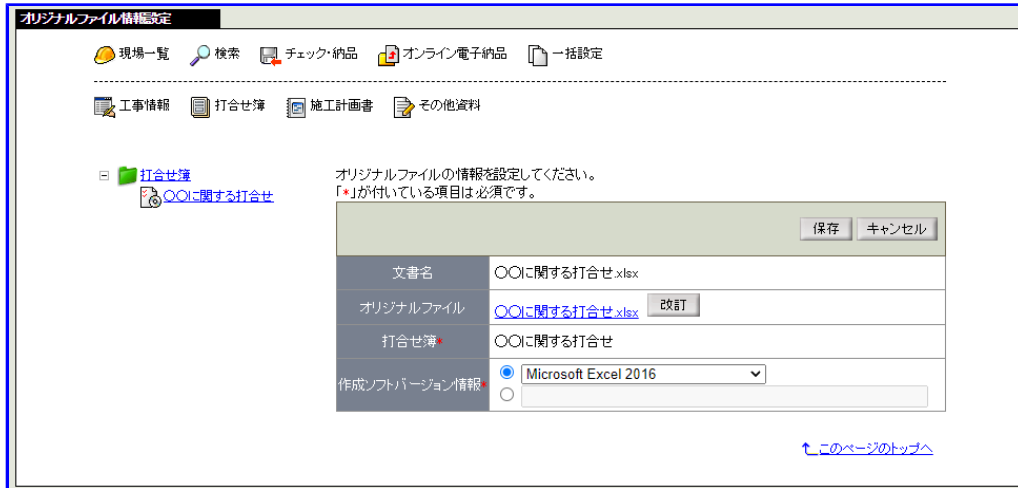 オリジナルファイル情報設定
現場一覧 検索 チェック・納品 オンライン電子納品 一括設定
工事情報 打合せ簿 施工計画書 その他資料
打合せ簿
〇〇に関する打合せ
オリジナルファイルの情報を設定してください。
「*」が付いている項目は必須です。
保存 キャンセル
文書名 〇〇に関する打合せ.xlsx
オリジナルファイル 〇〇に関する打合せ.xlsx 改訂
打合せ簿* 〇〇に関する打合せ
作成ソフトバージョン情報* Microsoft Excel 2016
このページのトップへ